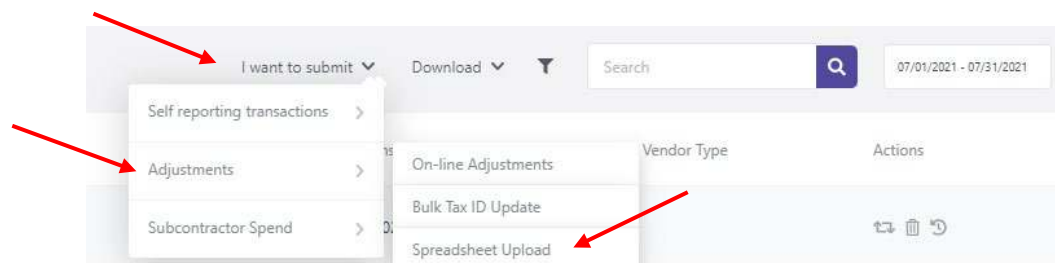 I want to submit
Download
Search
07/01/2021 - 07/31/2021
Self reporting transactions
Adjustments
Subcontractor Spend
On-line Adjustments
Bulk Tax ID Update
Spreadsheet Upload
Vendor Type
Actions